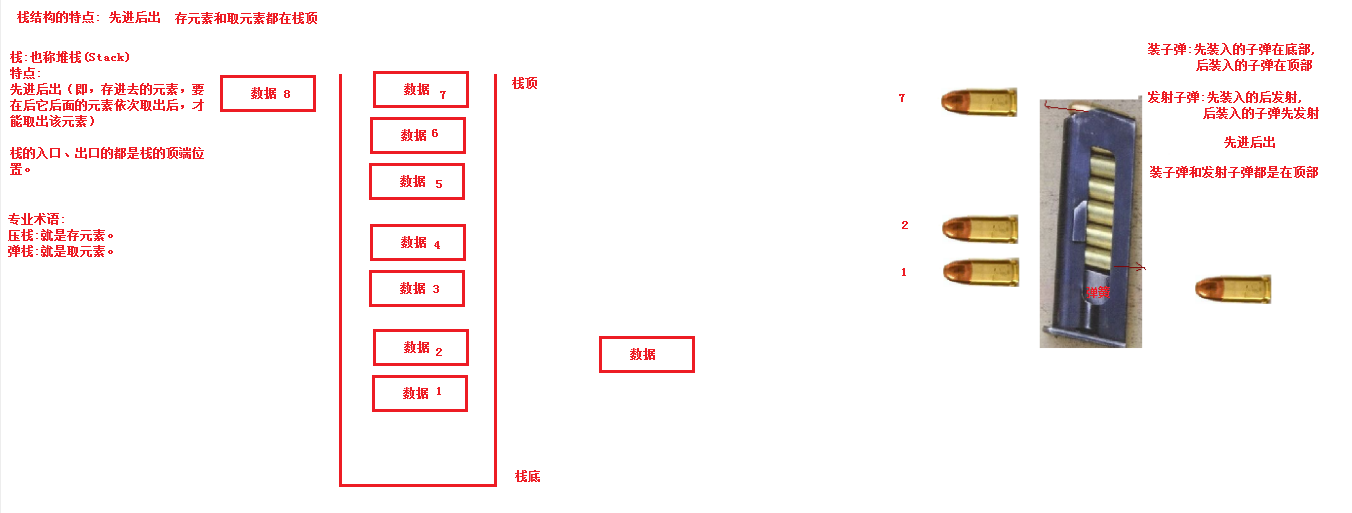 栈结构的特点: 先进后出 存元素和取元素都在栈顶
栈:也称堆栈(Stack)
特点:
先进后出（即，存进去的元素，要
在后它后面的元素依次取出后，才
能取出该元素）
栈的入口、出口的都是栈的顶端位
置。
专业术语:
压栈:就是存元素。
弹栈:就是取元素。
数据 8
数据 7
栈顶
数据 6
数据 5
数据 4
数据 3
数据 2
数据 1
栈底
数据
7
2
1
弹簧
装子弹:先装入的子弹在底部,
后装入的子弹在顶部
发射子弹:先装入的后发射,
后装入的子弹先发射
先进后出
装子弹和发射子弹都是在顶部